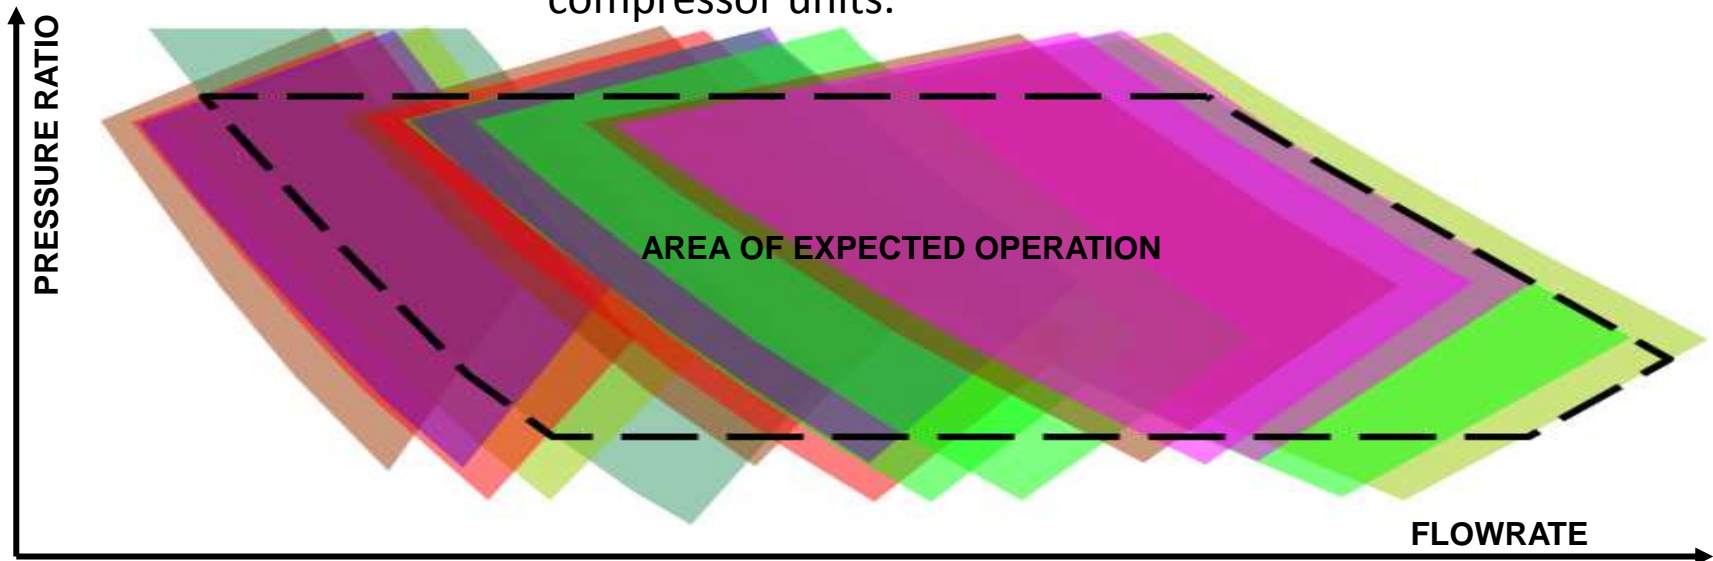 compressor units.
PRESSURE RATIO
AREA OF EXPECTED OPERATION
FLOWRATE